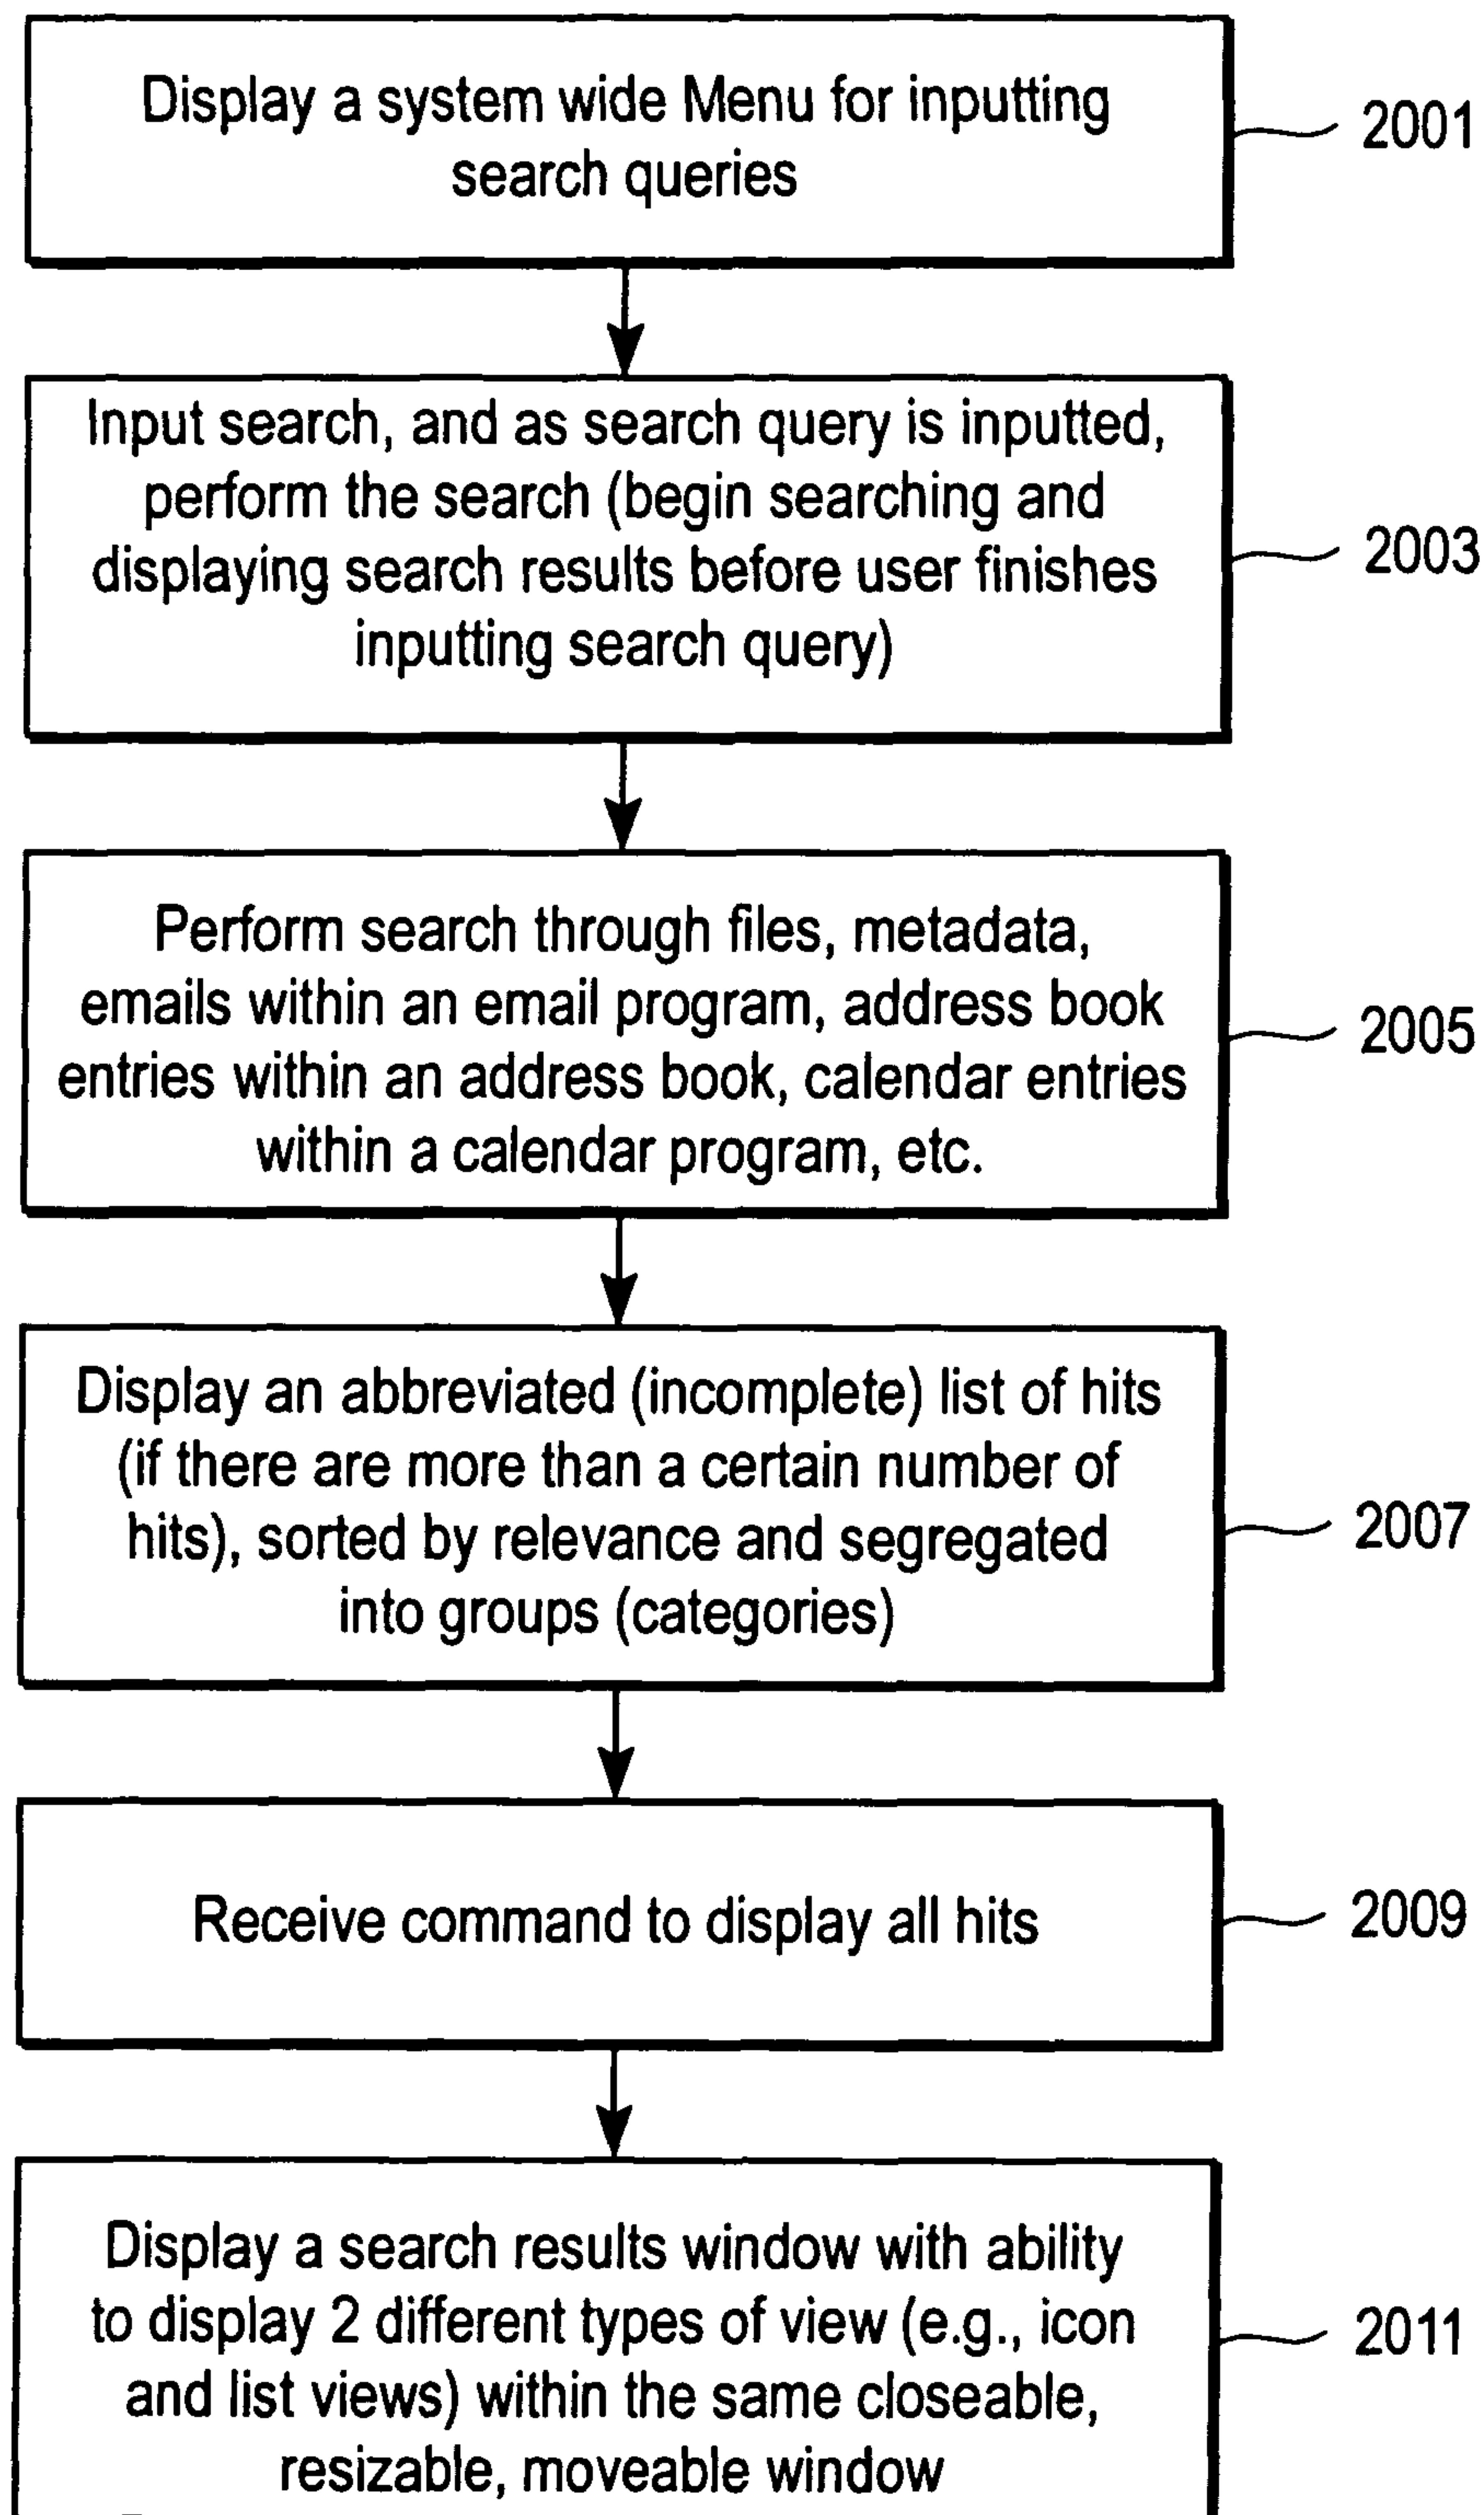 Display a system wide Menu for inputting
search queries
2001
Input search, and as search query is inputted,
perform the search (begin searching and
displaying search results before user finishes
inputting search query)
2003
Perform search through files, metadata,
emails within an email program, address book
entries within an address book, calendar entries
within a calendar program, etc.
2005
Display an abbreviated (incomplete) list of hits
(if there are more than a certain number of
hits), sorted by relevance and segregated
into groups (categories)
2007
Receive command to display all hits
2009
Display a search results window with ability
to display 2 different types of view (e.g., icon
and list views) within the same closeable,
resizable, moveable window
2011